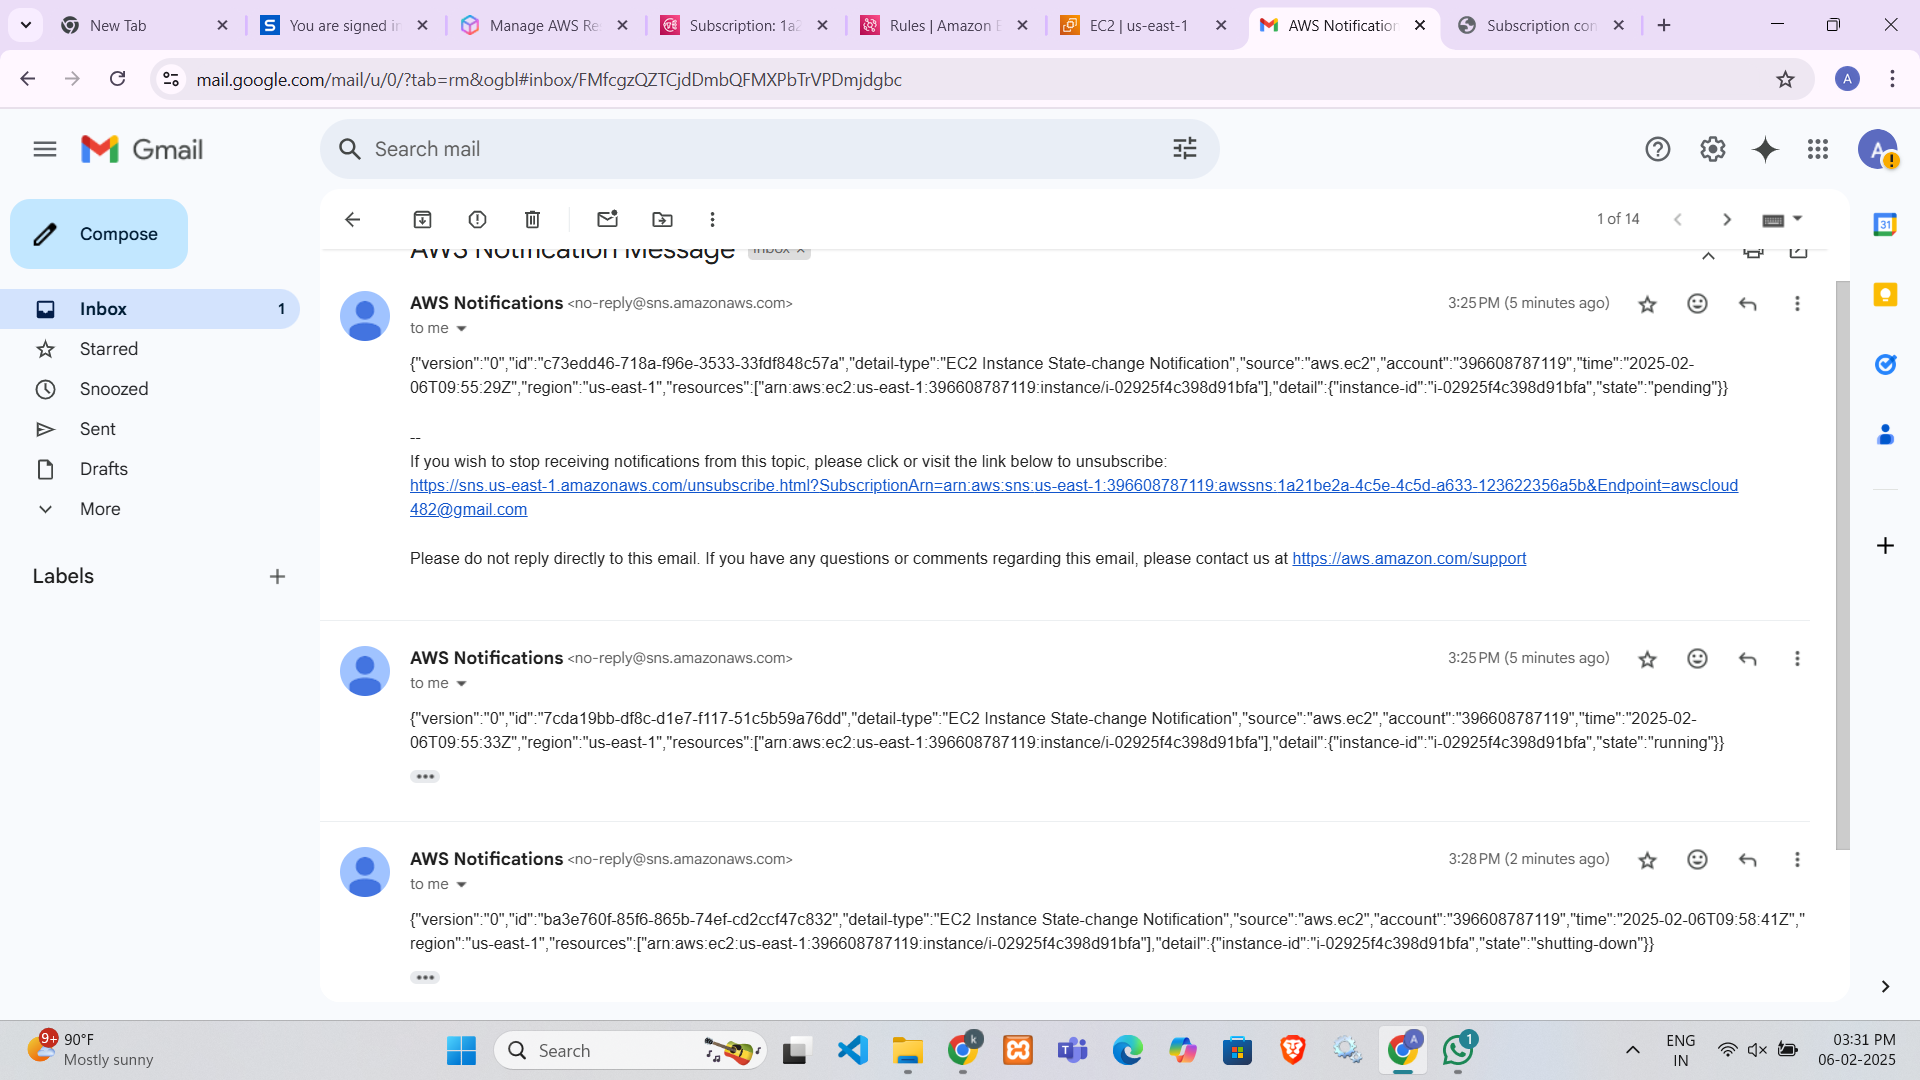 New Tab
You are signed in
Manage AWS Re
Subscription: 1a2
Rules | Amazon E
EC2 | us-east-1
AWS Notification
Subscription con
mail.google.com/mail/u/0/?tab=rm&ogbl#inbox/FMfcgzQZTCjdDmbQFMXPbTrVPDmjdgbc
A
Gmail
Search mail
A
Compose
1 of 14
31
AWS Notification Message
Inbox ×
Inbox 1
Starred
Snoozed
Sent
Drafts
More
Labels
AWS Notifications <no-reply@sns.amazonaws.com>
3:25 PM (5 minutes ago)
to me
{"version":"0","id":"c73edd46-718a-f96e-3533-33fdf848c57a","detail-type":"EC2 Instance State-change Notification","source":"aws.ec2","account":"396608787119","time":"2025-02-
06T09:55:29Z","region":"us-east-1","resources":["arn:aws:ec2:us-east-1:396608787119:instance/i-02925f4c398d91bfa"],"detail":{"instance-id":"i-02925f4c398d91bfa","state":"pending"}}
--
If you wish to stop receiving notifications from this topic, please click or visit the link below to unsubscribe:
https://sns.us-east-1.amazonaws.com/unsubscribe.html?SubscriptionArn=arn:aws:sns:us-east-1:396608787119:awssns:1a21be2a-4c5e-4c5d-a633-123622356a5b&Endpoint=awscloud
482@gmail.com
Please do not reply directly to this email. If you have any questions or comments regarding this email, please contact us at https://aws.amazon.com/support
AWS Notifications <no-reply@sns.amazonaws.com>
3:25 PM (5 minutes ago)
to me
{"version":"0","id":"7cda19bb-df8c-d1e7-f117-51c5b59a76dd","detail-type":"EC2 Instance State-change Notification","source":"aws.ec2","account":"396608787119","time":"2025-02-
06T09:55:33Z","region":"us-east-1","resources":["arn:aws:ec2:us-east-1:396608787119:instance/i-02925f4c398d91bfa"],"detail":{"instance-id":"i-02925f4c398d91bfa","state":"running"}}
AWS Notifications <no-reply@sns.amazonaws.com>
3:28 PM (2 minutes ago)
to me
{"version":"0","id":"ba3e760f-85f6-865b-74ef-cd2ccf47c832","detail-type":"EC2 Instance State-change Notification","source":"aws.ec2","account":"396608787119","time":"2025-02-06T09:58:41Z","
region":"us-east-1","resources":["arn:aws:ec2:us-east-1:396608787119:instance/i-02925f4c398d91bfa"],"detail":{"instance-id":"i-02925f4c398d91bfa","state":"shutting-down"}}
9+
90°F
Mostly sunny
Search
k
A
1
ENG
IN
03:31 PM
06-02-2025